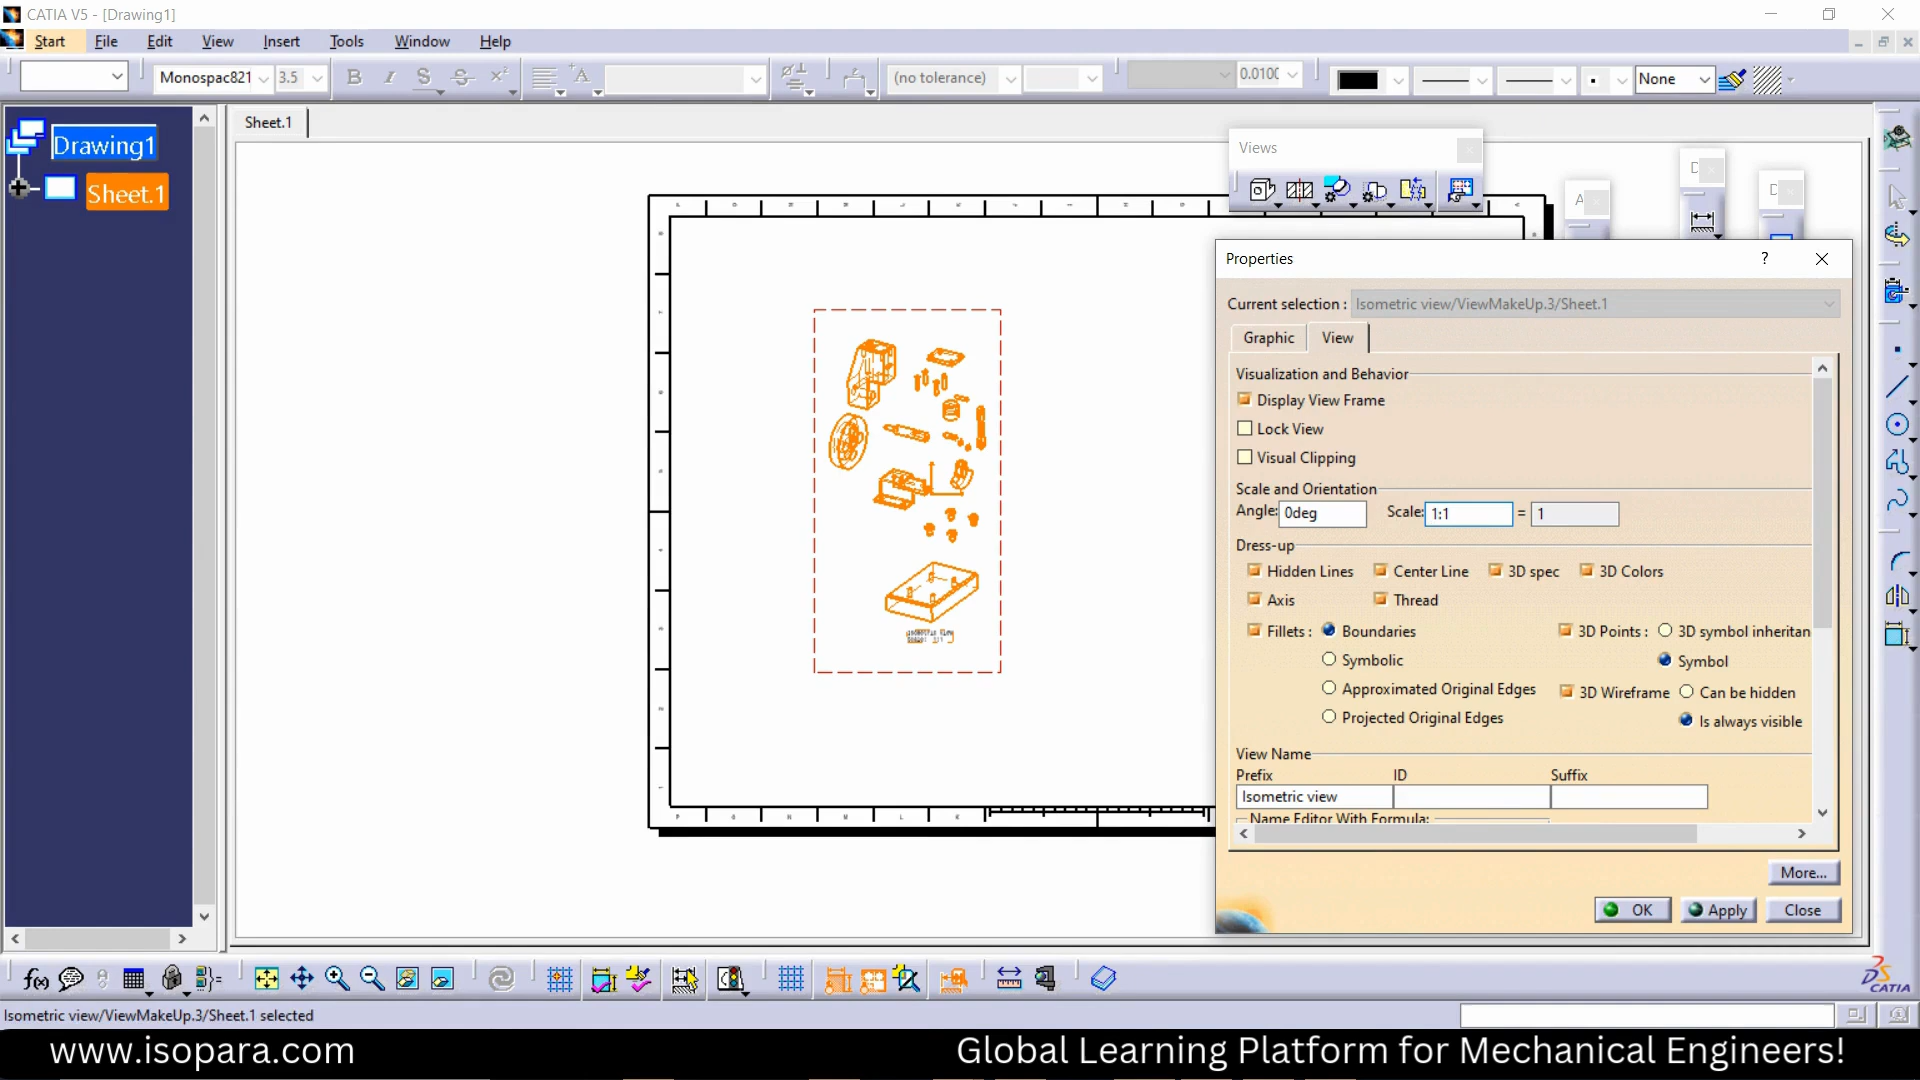 CATIA V5 - [Drawing1]
Start File Edit View Insert Tools Window Help
Monospac821 3.5 B I S S (no tolerance) 0.0100 None
Drawing1
Sheet.1
Sheet.1
Views
A
D
D
Properties ?
Current selection : Isometric view/ViewMakeUp.3/Sheet.1
Graphic View
Visualization and Behavior
Display View Frame
Lock View
Visual Clipping
Scale and Orientation
Angle: 0deg Scale: 1:1 = 1
Dress-up
Hidden Lines Center Line 3D spec 3D Colors
Axis Thread
Fillets : Boundaries 3D Points : 3D symbol inheritan
Symbolic Symbol
Approximated Original Edges 3D Wireframe Can be hidden
Projected Original Edges Is always visible
View Name
Prefix ID Suffix
Isometric view
Name Editor With Formula:
More...
OK Apply Close
f(x)
CATIA
Isometric view/ViewMakeUp.3/Sheet.1 selected
www.isopara.com Global Learning Platform for Mechanical Engineers!